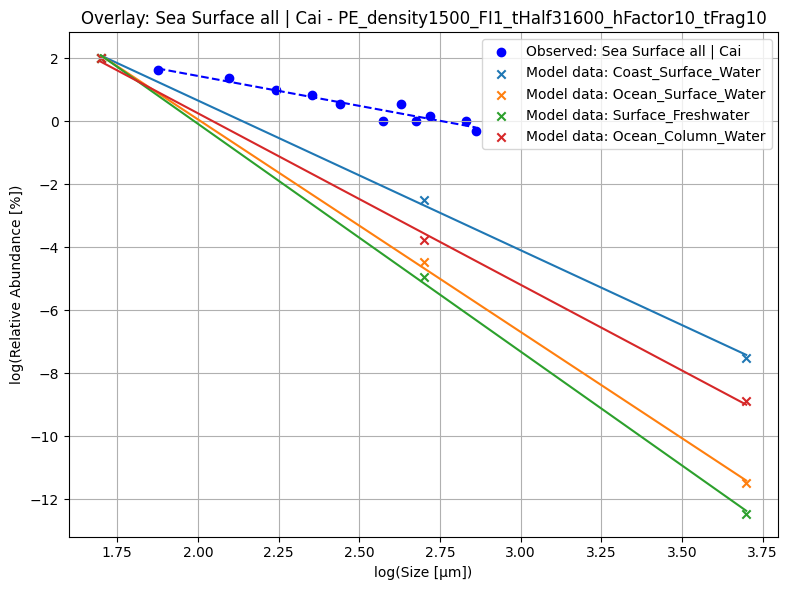 Overlay: Sea Surface all | Cai - PE_density1500_FI1_tHalf31600_hFactor10_tFrag10
Observed: Sea Surface all | Cai
Model data: Coast_Surface_Water
Model data: Ocean_Surface_Water
Model data: Surface_Freshwater
Model data: Ocean_Column_Water
log(Relative Abundance [%])
2
0
−2
−4
−6
−8
−10
−12
1.75 2.00 2.25 2.50 2.75 3.00 3.25 3.50 3.75
log(Size [µm])